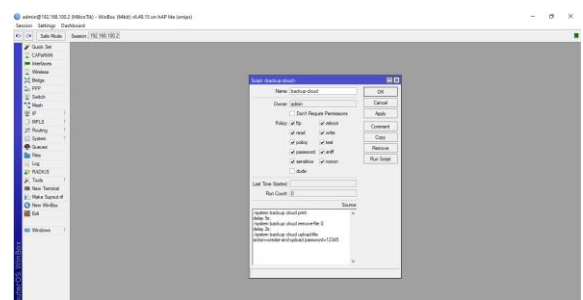 admin@192.168.100.2 (MikroTik) - WinBox (64bit) v6.48.15 on hAP lite (smips)
Session Settings Dashboard
Safe Mode Session: 192.168.100.2
Quick Set
CAPsMAN
Interfaces
Wireless
Bridge
PPP
Switch
Mesh
IP
MPLS
Routing
System
Queues
Files
Log
RADIUS
Tools
New Terminal
Make Supout.rif
New WinBox
Exit
Windows
Script <backup-cloud>
Name: backup-cloud
Owner: admin
Don't Require Permissions
Policy: ftp reboot
read write
policy test
password sniff
sensitive romon
dude
Last Time Started:
Run Count: 0
Source:
/system backup cloud print
delay 5s
/system backup cloud remove-file 0
delay 2s
/system backup cloud upload-file
action=create-and-upload password=12345
OK
Cancel
Apply
Comment
Copy
Remove
Run Script